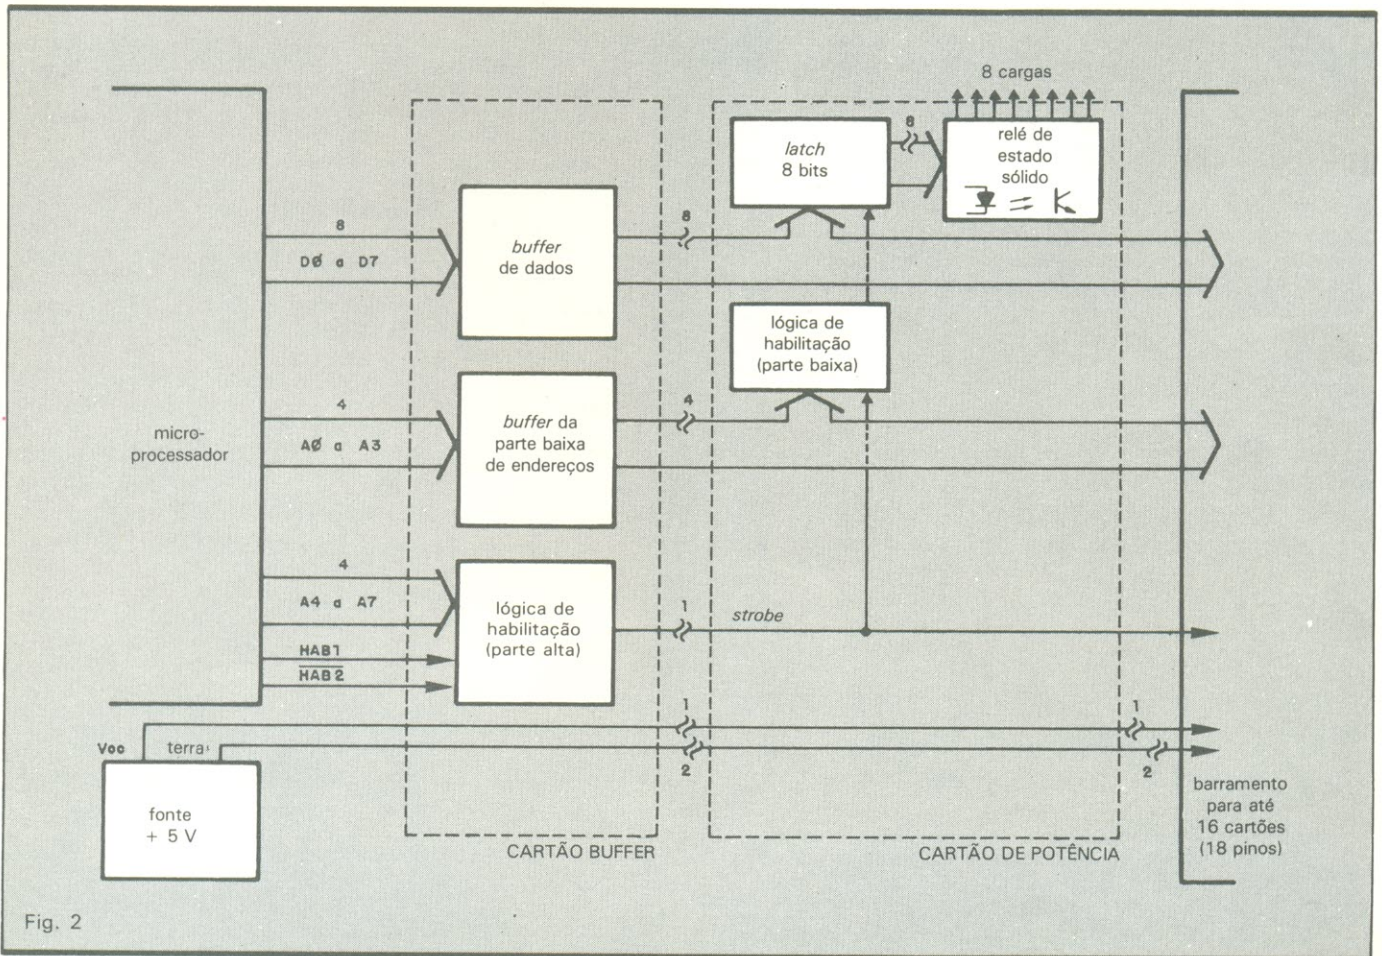 8 cargas
latch
8 bits
8
relé de
estado
sólido
8
DØ a D7
buffer
de dados
8
lógica de
habilitação
(parte baixa)
micro-
processador
4
AØ a A3
buffer da
parte baixa
de endereços
4
4
A4 a A7
HAB1
HAB2
lógica de
habilitação
(parte alta)
1
strobe
Vcc
terra
1
2
1
2
fonte
+ 5 V
barramento
para até
16 cartões
(18 pinos)
CARTÃO BUFFER
CARTÃO DE POTÊNCIA
Fig. 2